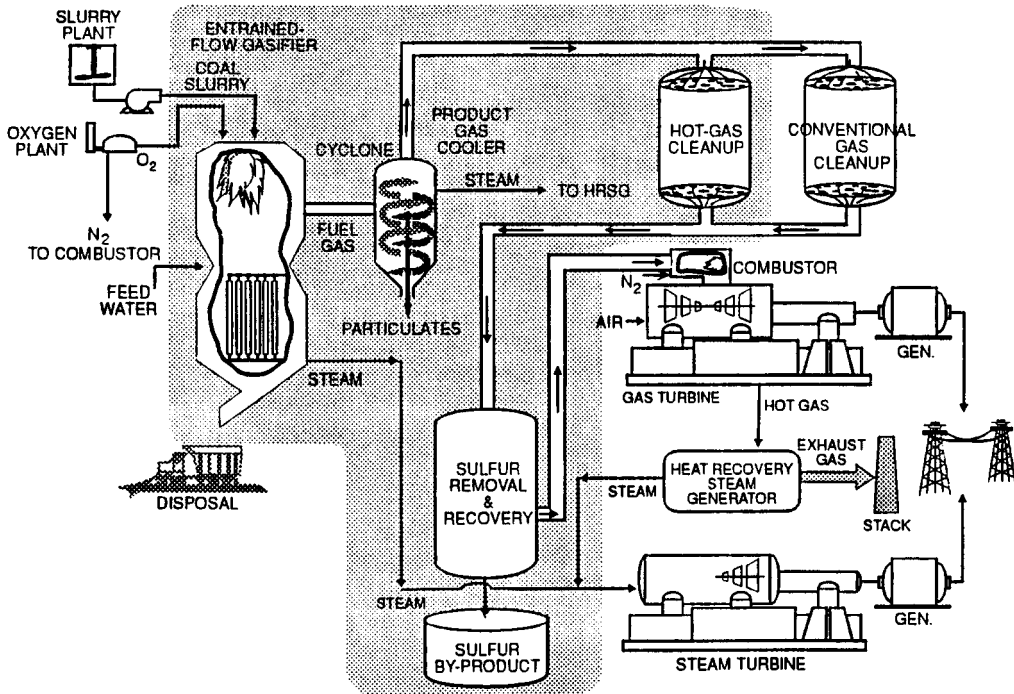 SLURRY
PLANT
ENTRAINED-
FLOW GASIFIER
COAL
SLURRY
OXYGEN
PLANT
O2
N2
TO COMBUSTOR
FEED
WATER
CYCLONE
PRODUCT
GAS
COOLER
STEAM
TO HRSG
FUEL
GAS
PARTICULATES
STEAM
HOT-GAS
CLEANUP
CONVENTIONAL
GAS
CLEANUP
N2
COMBUSTOR
AIR
GEN.
GAS TURBINE
HOT GAS
DISPOSAL
SULFUR
REMOVAL
&
RECOVERY
STEAM
HEAT RECOVERY
STEAM
GENERATOR
EXHAUST
GAS
STACK
STEAM
GEN.
STEAM TURBINE
SULFUR
BY-PRODUCT